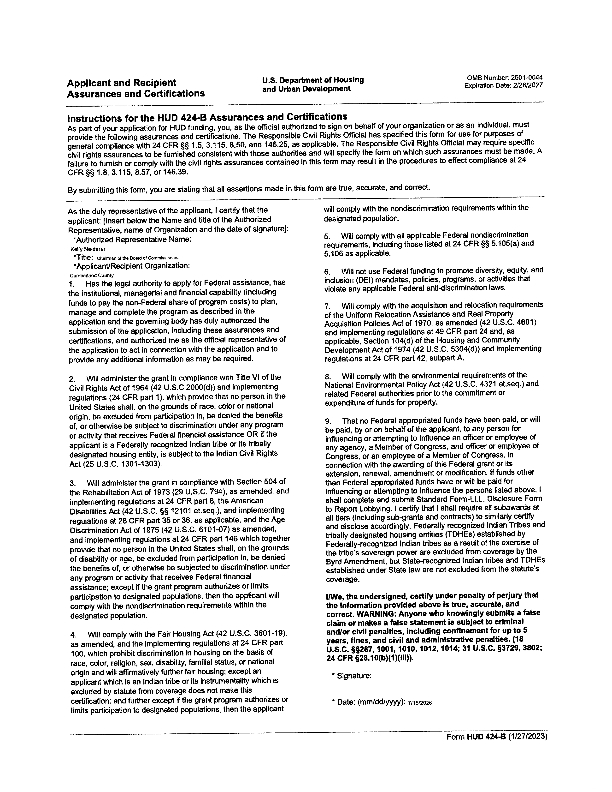 Applicant and Recipient
Assurances and Certifications
U.S. Department of Housing
and Urban Development
OMB Number: 2501-0044
Expiration Date: 2/28/2027
Instructions for the HUD 424-B Assurances and Certifications
As part of your application for HUD funding, you, as the official authorized to sign on behalf of your organization or as an individual, must
provide the following assurances and certifications. The Responsible Civil Rights Official has specified this form for use for purposes of
general compliance with 24 CFR §§ 1.5, 3.115, 8.50, and 146.25, as applicable. The Responsible Civil Rights Official may require specific
civil rights assurances to be furnished consistent with those authorities and will specify the form on which such assurances must be made. A
failure to furnish or comply with the civil rights assurances contained in this form may result in the procedures to effect compliance at 24
CFR §§ 1.8, 3.115, 8.57, or 146.39.
By submitting this form, you are stating that all assertions made in this form are true, accurate, and correct.
As the duly representative of the applicant, I certify that the
applicant: [Insert below the Name and title of the Authorized
Representative, name of Organization and the date of signature]:
*Authorized Representative Name:
Kelly
*Title: Chairman of the Board of Commissioners
*Applicant/Recipient Organization:
Cumberland County
1. Has the legal authority to apply for Federal assistance, has
the institutional, managerial and financial capability (including
funds to pay the non-Federal share of program costs) to plan,
manage and complete the program as described in the
application and the governing body has duly authorized the
submission of the application, including these assurances and
certifications, and authorized me as the official representative of
the application to act in connection with the application and to
provide any additional information as may be required.
2. Will administer the grant in compliance with Title VI of the
Civil Rights Act of 1964 (42 U.S.C. 2000(d)) and implementing
regulations (24 CFR part 1), which provide that no person in the
United States shall, on the grounds of race, color or national
origin, be excluded from participation in, be denied the benefits
of, or otherwise be subject to discrimination under any program
or activity that receives Federal financial assistance OR if the
applicant is a Federally recognized Indian tribe or its tribally
designated housing entity, is subject to the Indian Civil Rights
Act (25 U.S.C. 1301-1303).
3. Will administer the grant in compliance with Section 504 of
the Rehabilitation Act of 1973 (29 U.S.C. 794), as amended, and
implementing regulations at 24 CFR part 8, the American
Disabilities Act (42 U.S.C. §§ 12101 et.seq.), and implementing
regulations at 28 CFR part 35 or 36, as applicable, and the Age
Discrimination Act of 1975 (42 U.S.C. 6101-07) as amended,
and implementing regulations at 24 CFR part 146 which together
provide that no person in the United States shall, on the grounds
of disability or age, be excluded from participation in, be denied
the benefits of, or otherwise be subjected to discrimination under
any program or activity that receives Federal financial
assistance; except if the grant program authorizes or limits
participation to designated populations, then the applicant will
comply with the nondiscrimination requirements within the
designated population.
4. Will comply with the Fair Housing Act (42 U.S.C. 3601-19),
as amended, and the implementing regulations at 24 CFR part
100, which prohibit discrimination in housing on the basis of
race, color, religion, sex, disability, familial status, or national
origin and will affirmatively further fair housing; except an
applicant which is an Indian tribe or its instrumentality which is
excluded by statute from coverage does not make this
certification; and further except if the grant program authorizes or
limits participation to designated populations, then the applicant
will comply with the nondiscrimination requirements within the
designated population.
5. Will comply with all applicable Federal nondiscrimination
requirements, including those listed at 24 CFR §§ 5.105(a) and
5.106 as applicable.
6. Will not use Federal funding to promote diversity, equity, and
inclusion (DEI) mandates, policies, programs, or activities that
violate any applicable Federal anti-discrimination laws.
7. Will comply with the acquisition and relocation requirements
of the Uniform Relocation Assistance and Real Property
Acquisition Policies Act of 1970, as amended (42 U.S.C. 4601)
and implementing regulations at 49 CFR part 24 and, as
applicable, Section 104(d) of the Housing and Community
Development Act of 1974 (42 U.S.C. 5304(d)) and implementing
regulations at 24 CFR part 42, subpart A.
8. Will comply with the environmental requirements of the
National Environmental Policy Act (42 U.S.C. 4321 et.seq.) and
related Federal authorities prior to the commitment or
expenditure of funds for property.
9. That no Federal appropriated funds have been paid, or will
be paid, by or on behalf of the applicant, to any person for
influencing or attempting to influence an officer or employee of
any agency, a Member of Congress, and officer or employee of
Congress, or an employee of a Member of Congress, in
connection with the awarding of this Federal grant or its
extension, renewal, amendment or modification. If funds other
then Federal appropriated funds have or will be paid for
influencing or attempting to influence the persons listed above, I
shall complete and submit Standard Form-LLL, Disclosure Form
to Report Lobbying. I certify that I shall require all subawards at
all tiers (including sub-grants and contracts) to similarly certify
and disclose accordingly. Federally recognized Indian Tribes and
tribally designated housing entities (TDHEs) established by
Federally-recognized Indian tribes as a result of the exercise of
the tribe's sovereign power are excluded from coverage by the
Byrd Amendment, but State-recognized Indian tribes and TDHEs
established under State law are not excluded from the statute's
coverage.
I/We, the undersigned, certify under penalty of perjury that
the information provided above is true, accurate, and
correct. WARNING: Anyone who knowingly submits a false
claim or makes a false statement is subject to criminal
and/or civil penalties, including confinement for up to 5
years, fines, and civil and administrative penalties. (18
U.S.C. §§287, 1001, 1010, 1012, 1014; 31 U.S.C. §3729, 3802;
24 CFR §28.10(b)(1)(iii)).
* Signature:
* Date: (mm/dd/yyyy):
Form HUD 424-B (1/27/2023)